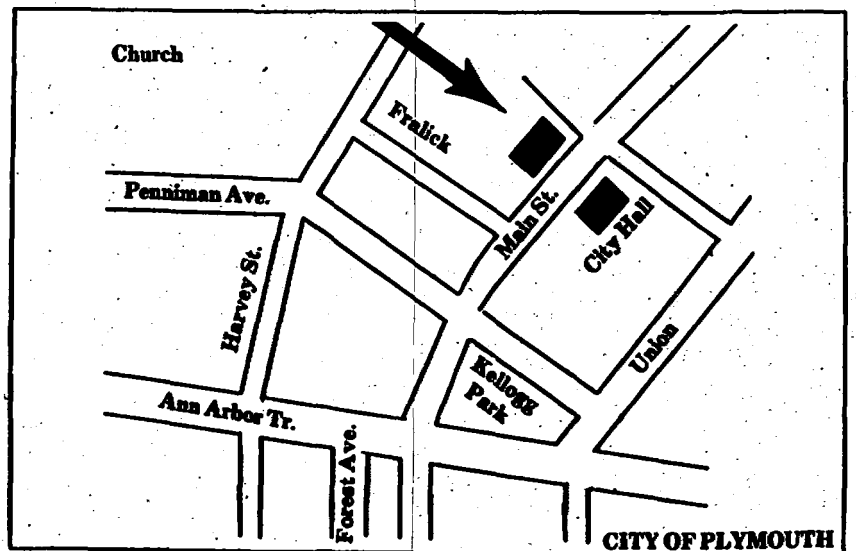 Church
Fralick
Penniman Ave.
Main St.
City Hall
Harvey St.
Union
Kellogg
Park
Ann Arbor Tr.
Forest Ave.
CITY OF PLYMOUTH